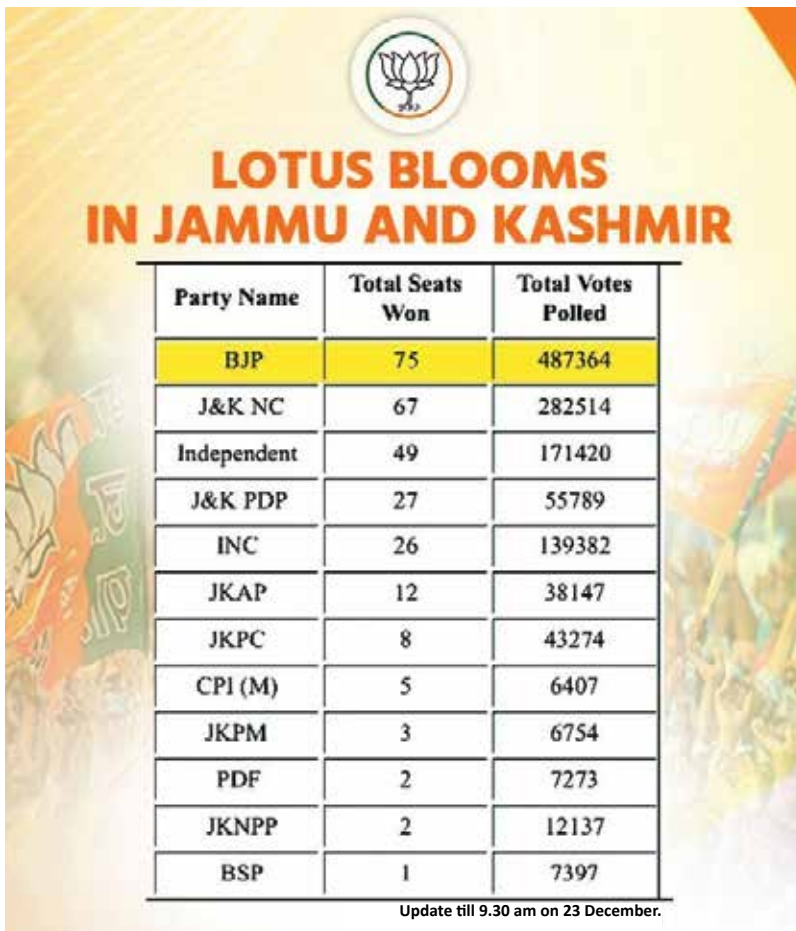 LOTUS BLOOMS
IN JAMMU AND KASHMIR
Party Name Total Seats Won Total Votes Polled
BJP 75 487364
J&K NC 67 282514
Independent 49 171420
J&K PDP 27 55789
INC 26 139382
JKAP 12 38147
JKPC 8 43274
CPI (M) 5 6407
JKPM 3 6754
PDF 2 7273
JKNPP 2 12137
BSP 1 7397
Update till 9.30 am on 23 December.